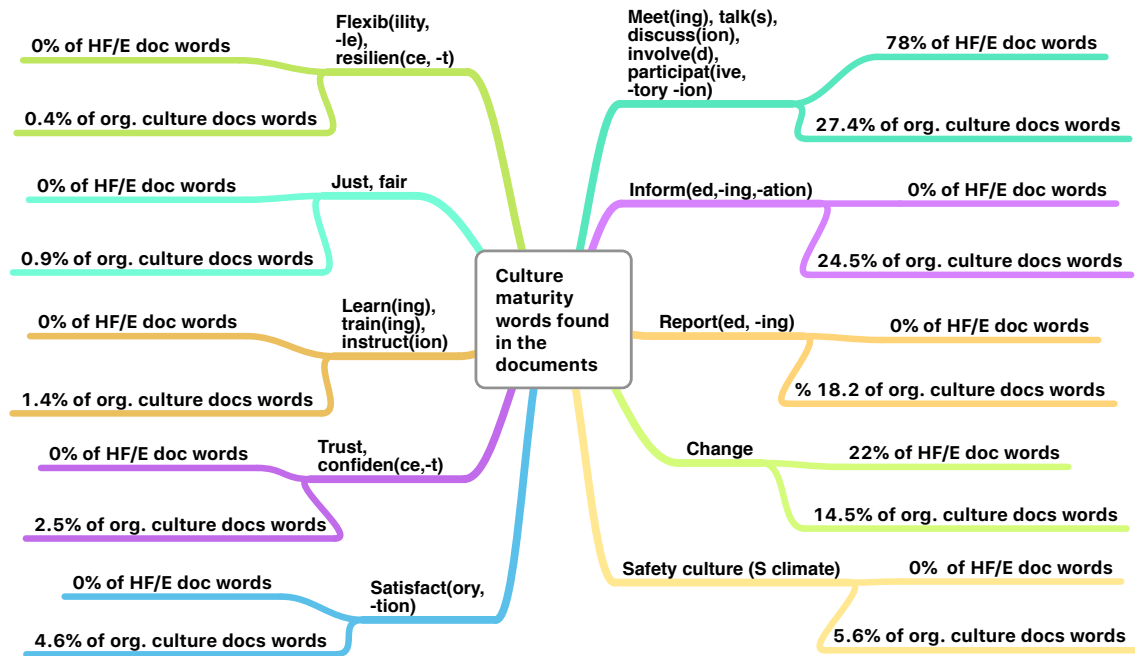 Culture
maturity
words found
in the
documents
Flexib(ility,
-le),
resilien(ce, -t)
0% of HF/E doc words
0.4% of org. culture docs words
Just, fair
0% of HF/E doc words
0.9% of org. culture docs words
Learn(ing),
train(ing),
instruct(ion)
0% of HF/E doc words
1.4% of org. culture docs words
Trust,
confiden(ce,-t)
0% of HF/E doc words
2.5% of org. culture docs words
Satisfact(ory,
-tion)
0% of HF/E doc words
4.6% of org. culture docs words
Meet(ing), talk(s),
discuss(ion),
involve(d),
participat(ive,
-tory -ion)
78% of HF/E doc words
27.4% of org. culture docs words
Inform(ed,-ing,-ation)
0% of HF/E doc words
24.5% of org. culture docs words
Report(ed, -ing)
0% of HF/E doc words
% 18.2 of org. culture docs words
Change
22% of HF/E doc words
14.5% of org. culture docs words
Safety culture (S climate)
0% of HF/E doc words
5.6% of org. culture docs words